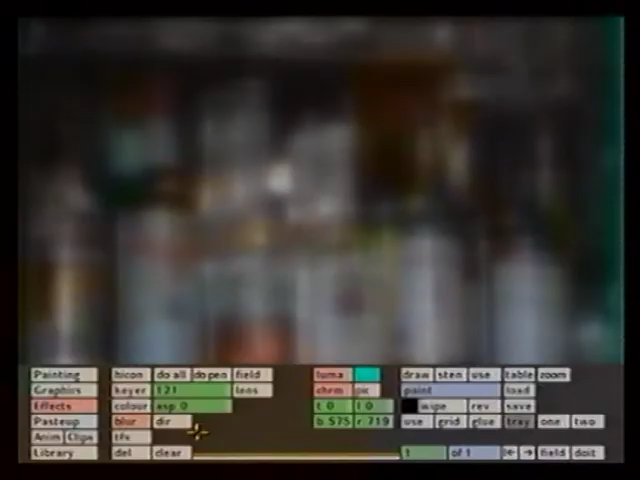 Painting bicon do all do pen field luma draw sten use table zoom
Graphics keyer 121 lens chrm pic paint load
Effects colour asp 0 t 0 l 0 wipe rev save
Pasteup blur dir b 575 r 719 use grid glue tray one two
Anim Clips tfx
Library del clear 1 of 1 field doit